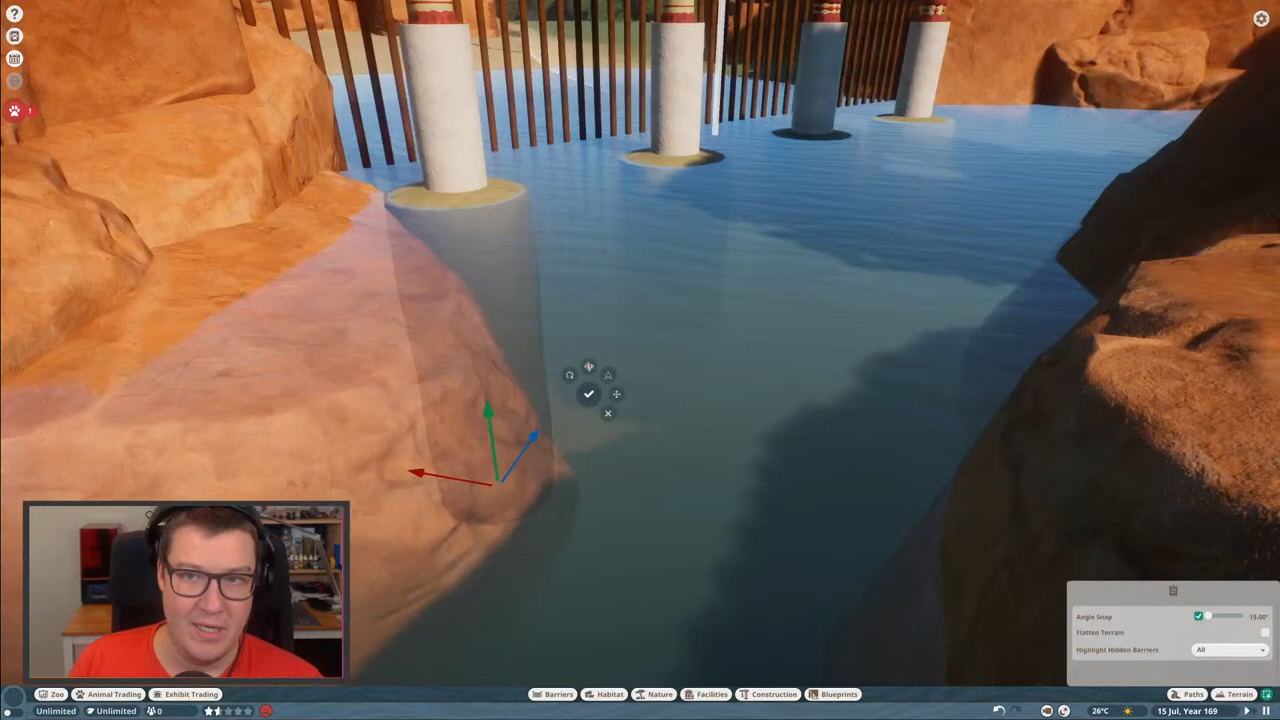 ?
1
Angle Snap 15.00°
Flatten Terrain
Highlight Hidden Barriers All
Zoo Animal Trading Exhibit Trading Barriers Habitat Nature Facilities Construction Blueprints Paths Terrain
Unlimited Unlimited 0 26°C 15 Jul, Year 169